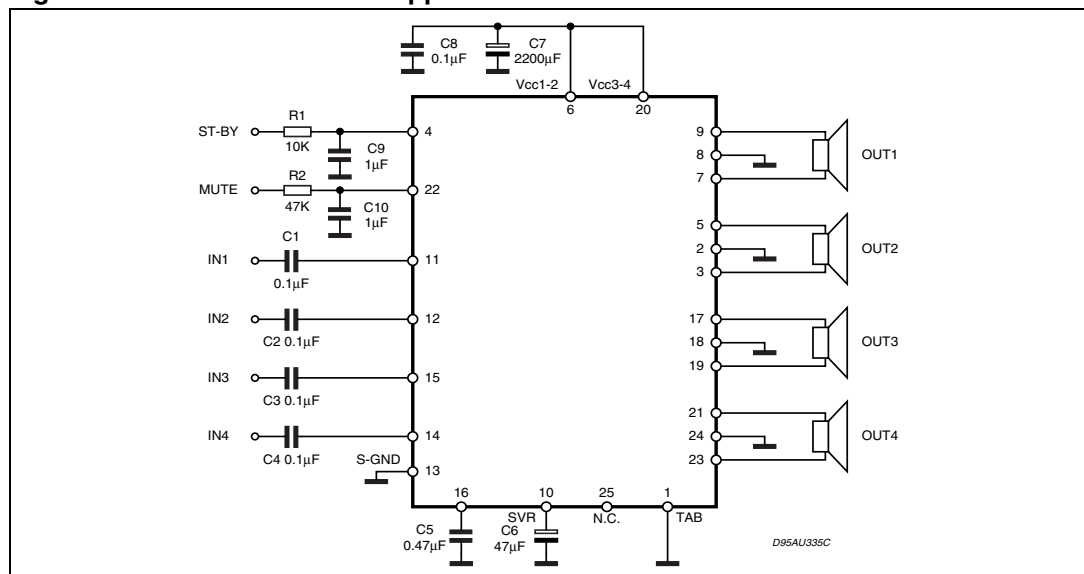 C8
0.1μF
C7
2200μF
Vcc1-2
Vcc3-4
6
20
ST-BY
R1
10K
4
C9
1μF
MUTE
R2
47K
22
C10
1μF
IN1
C1
0.1μF
11
IN2
C2 0.1μF
12
IN3
C3 0.1μF
15
IN4
C4 0.1μF
14
S-GND
13
9
8
7
OUT1
5
2
3
OUT2
17
18
19
OUT3
21
24
23
OUT4
16
10
25
1
SVR
N.C.
TAB
C5
0.47μF
C6
47μF
D95AU335C